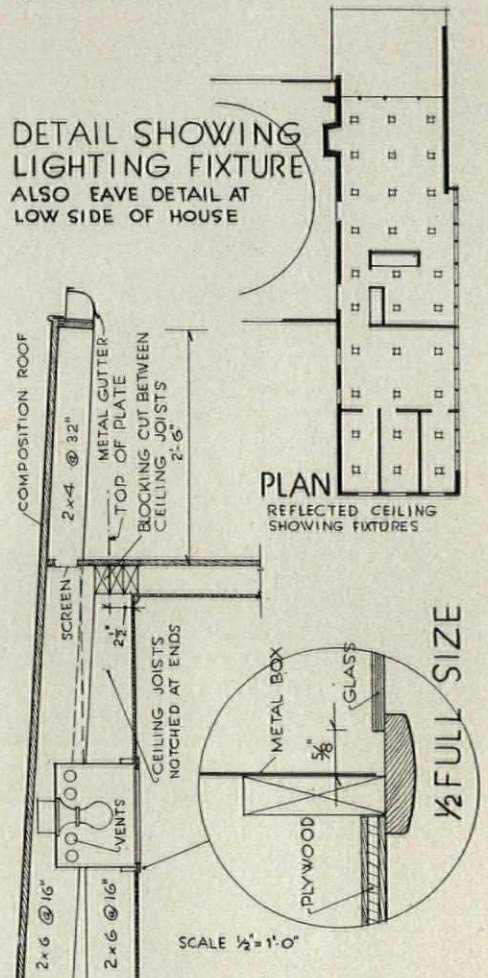 DETAIL SHOWING
LIGHTING FIXTURE
ALSO EAVE DETAIL AT
LOW SIDE OF HOUSE
PLAN
REFLECTED CEILING
SHOWING FIXTURES
COMPOSITION ROOF
2x4 @ 32"
METAL GUTTER
TOP OF PLATE
BLOCKING CUT BETWEEN
CEILING JOISTS
2'-6"
SCREEN
2½"
CEILING JOISTS
NOTCHED AT ENDS
VENTS
2x6 @ 16"
2x6 @ 16"
METAL BOX
5/8"
GLASS
PLYWOOD
½ FULL SIZE
SCALE ½"=1'-0"